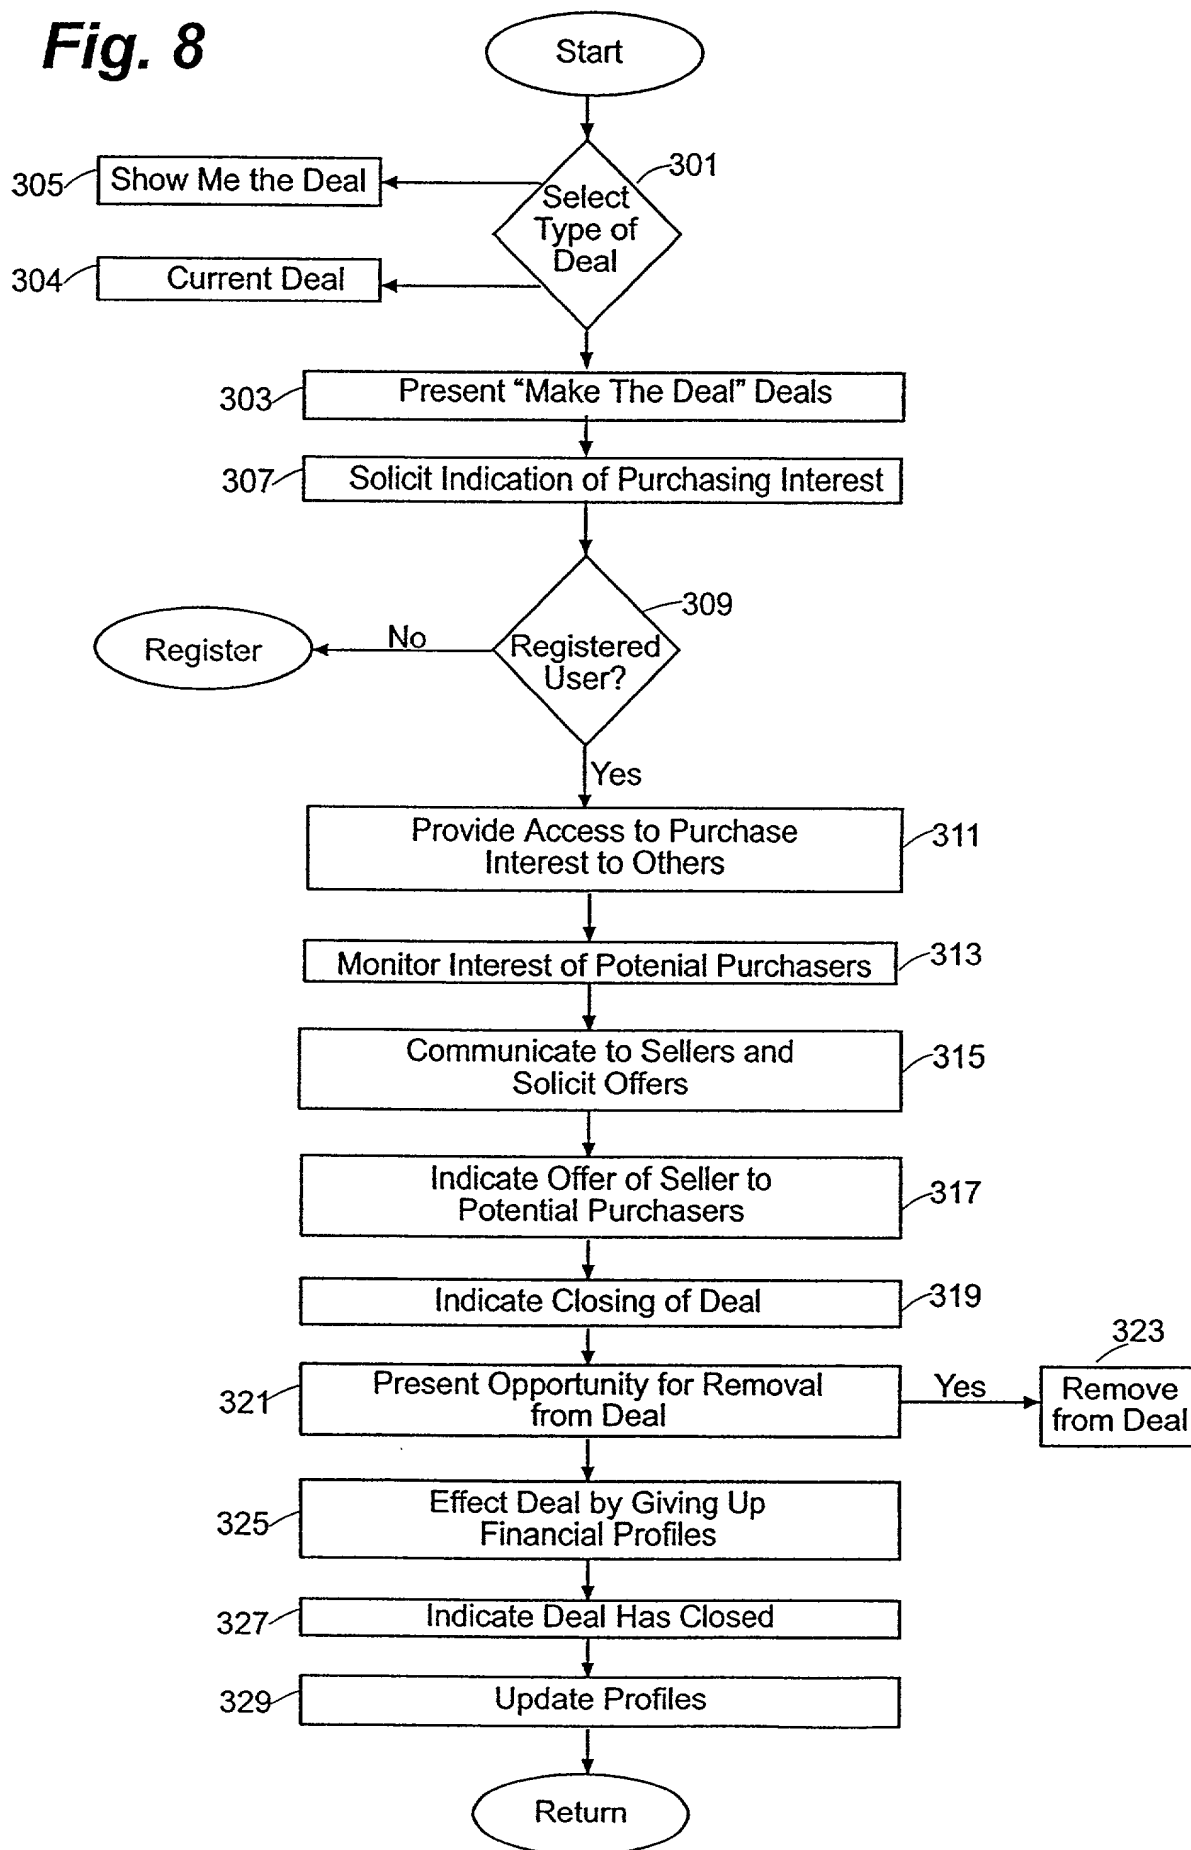 Fig. 8
Start
301
305
Show Me the Deal
Select
Type of
Deal
304
Current Deal
303
Present “Make The Deal” Deals
307
Solicit Indication of Purchasing Interest
309
Register
No
Registered
User?
Yes
Provide Access to Purchase
Interest to Others
311
Monitor Interest of Potenial Purchasers
313
Communicate to Sellers and
Solicit Offers
315
Indicate Offer of Seller to
Potential Purchasers
317
Indicate Closing of Deal
319
321
Present Opportunity for Removal
from Deal
Yes
323
Remove
from Deal
325
Effect Deal by Giving Up
Financial Profiles
327
Indicate Deal Has Closed
329
Update Profiles
Return